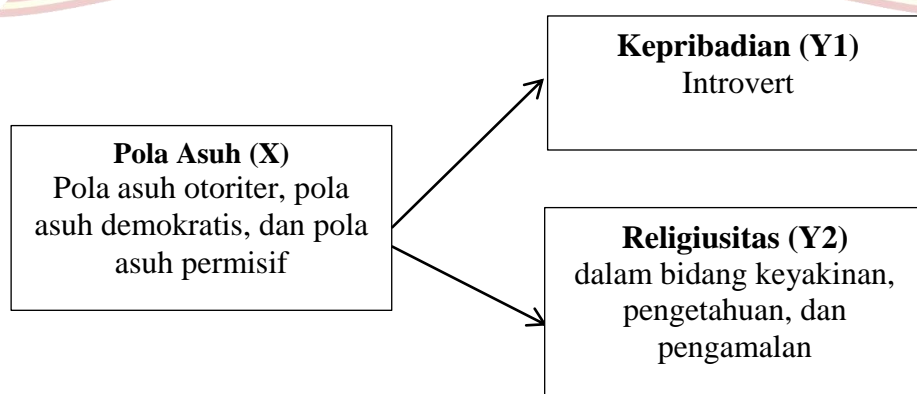 Kepribadian (Y1)
Introvert
Pola Asuh (X)
Pola asuh otoriter, pola
asuh demokratis, dan pola
asuh permisif
Religiusitas (Y2)
dalam bidang keyakinan,
pengetahuan, dan
pengamalan